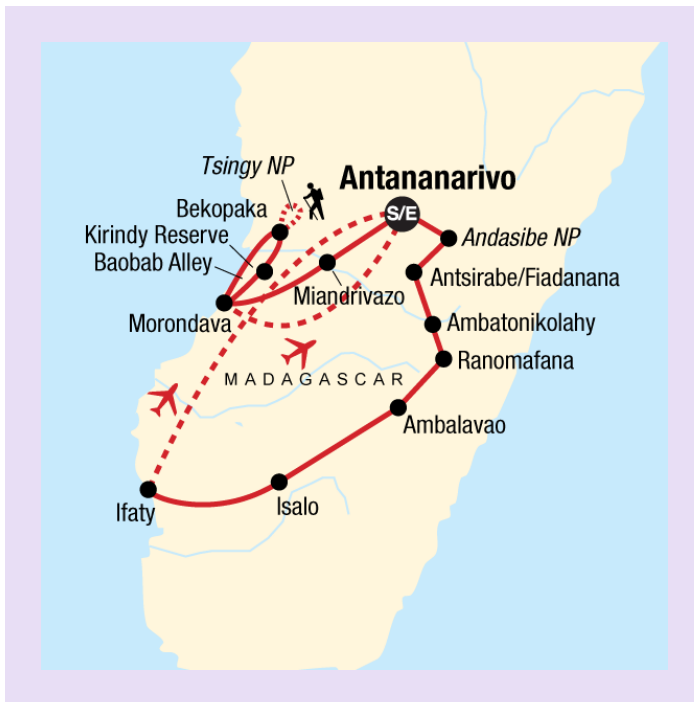 Tsingy NP
Antananarivo
Bekopaka
S/E
Kirindy Reserve
Andasibe NP
Baobab Alley
Antsirabe/Fiadanana
Miandrivazo
Morondava
Ambatonikolahy
Ranomafana
MADAGASCAR
Ambalavao
Isalo
Ifaty